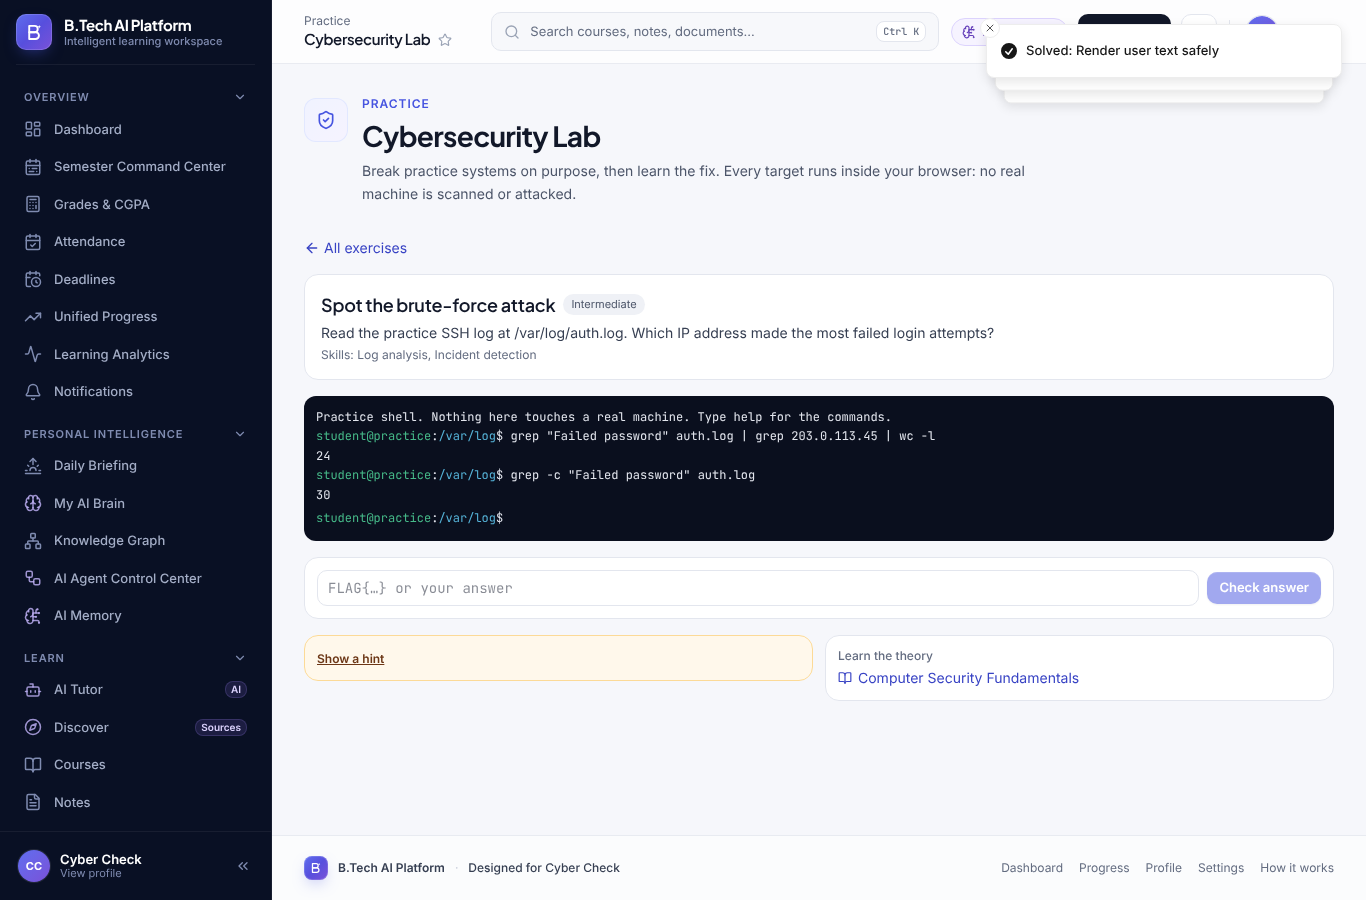 B.Tech AI Platform
Intelligent learning workspace
OVERVIEW
Dashboard
Semester Command Center
Grades & CGPA
Attendance
Deadlines
Unified Progress
Learning Analytics
Notifications
PERSONAL INTELLIGENCE
Daily Briefing
My AI Brain
Knowledge Graph
AI Agent Control Center
AI Memory
LEARN
AI Tutor AI
Discover Sources
Courses
Notes
CC
Cyber Check
View profile
Practice
Cybersecurity Lab
Search courses, notes, documents... Ctrl K
Solved: Render user text safely
PRACTICE
Cybersecurity Lab
Break practice systems on purpose, then learn the fix. Every target runs inside your browser: no real
machine is scanned or attacked.
All exercises
Spot the brute-force attack Intermediate
Read the practice SSH log at /var/log/auth.log. Which IP address made the most failed login attempts?
Skills: Log analysis, Incident detection
Practice shell. Nothing here touches a real machine. Type help for the commands.
student@practice:/var/log$ grep "Failed password" auth.log | grep 203.0.113.45 | wc -l
24
student@practice:/var/log$ grep -c "Failed password" auth.log
30
student@practice:/var/log$
FLAG{…} or your answer
Check answer
Show a hint
Learn the theory
Computer Security Fundamentals
B.Tech AI Platform · Designed for Cyber Check
Dashboard Progress Profile Settings How it works